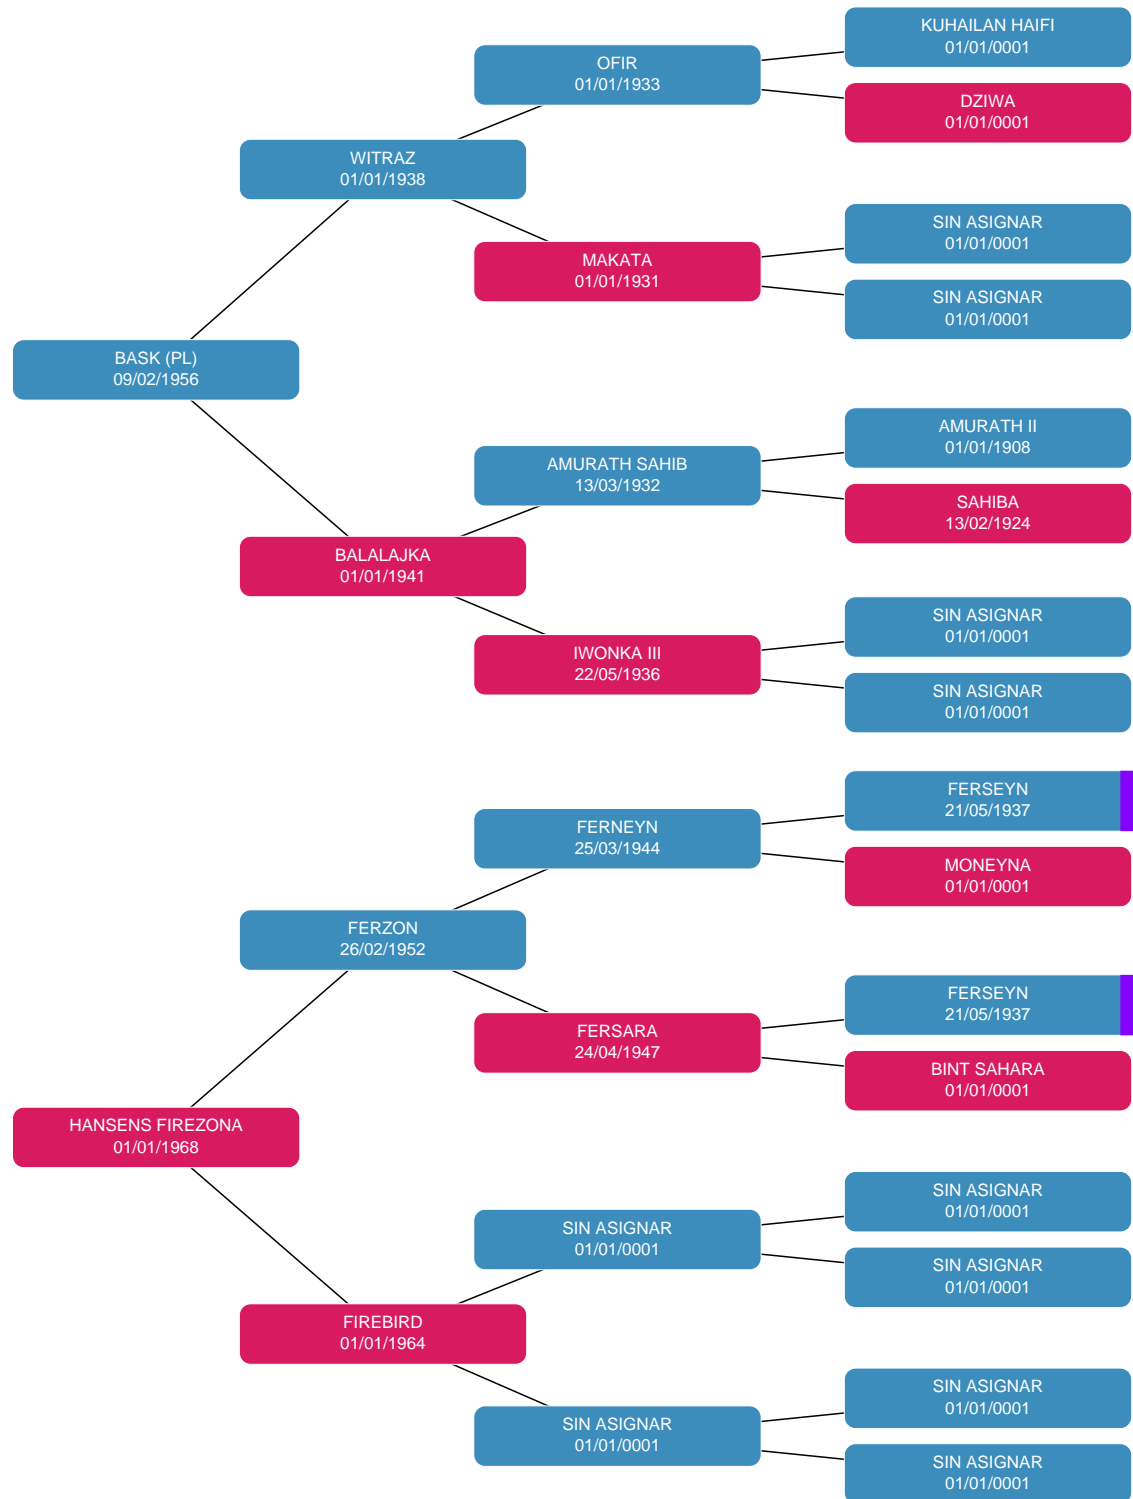 KUHAILAN HAIFI
01/01/0001
OFIR
01/01/1933
DZIWA
01/01/0001
WITRAZ
01/01/1938
SIN ASIGNAR
01/01/0001
MAKATA
01/01/1931
SIN ASIGNAR
01/01/0001
BASK (PL)
09/02/1956
AMURATH II
01/01/1908
AMURATH SAHIB
13/03/1932
SAHIBA
13/02/1924
BALALAJKA
01/01/1941
SIN ASIGNAR
01/01/0001
IWONKA III
22/05/1936
SIN ASIGNAR
01/01/0001
FERSEYN
21/05/1937
FERNEYN
25/03/1944
MONEYNA
01/01/0001
FERZON
26/02/1952
FERSEYN
21/05/1937
FERSARA
24/04/1947
BINT SAHARA
01/01/0001
HANSENS FIREZONA
01/01/1968
SIN ASIGNAR
01/01/0001
SIN ASIGNAR
01/01/0001
SIN ASIGNAR
01/01/0001
FIREBIRD
01/01/1964
SIN ASIGNAR
01/01/0001
SIN ASIGNAR
01/01/0001
SIN ASIGNAR
01/01/0001